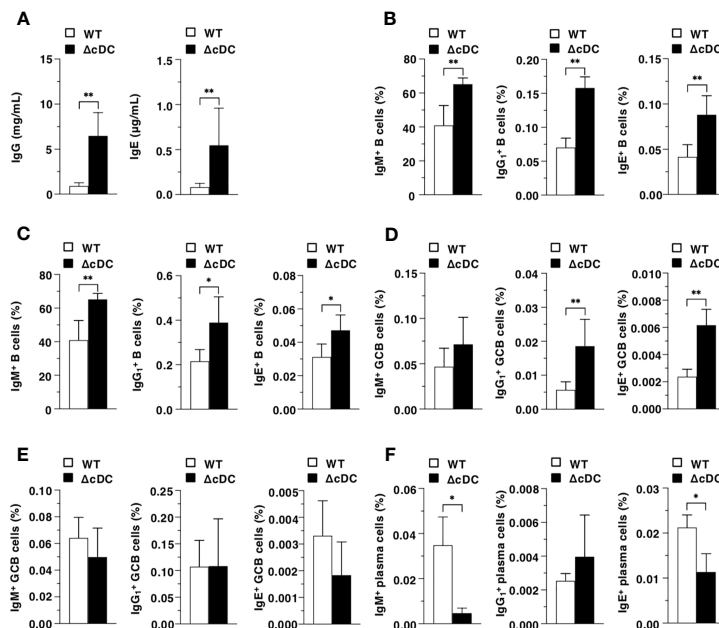 A
WT
ΔcDC
WT
ΔcDC
IgG (mg/mL)
15
10
5
0
**
IgE (μg/mL)
1.5
1.0
0.5
0.0
**
B
WT
ΔcDC
WT
ΔcDC
WT
ΔcDC
IgM+ B cells (%)
80
60
40
20
0
**
IgG1+ B cells (%)
0.20
0.15
0.10
0.05
0.00
**
IgE+ B cells (%)
0.20
0.15
0.10
0.05
0.00
**
C
WT
ΔcDC
WT
ΔcDC
WT
ΔcDC
IgM+ B cells (%)
80
60
40
20
0
**
IgG1+ B cells (%)
0.6
0.4
0.2
0.0
*
IgE+ B cells (%)
0.08
0.06
0.04
0.02
0.00
*
D
WT
ΔcDC
WT
ΔcDC
WT
ΔcDC
IgM+ GCB cells (%)
0.15
0.10
0.05
0.00
IgG1+ GCB cells (%)
0.04
0.03
0.02
0.01
0.00
**
IgE+ GCB cells (%)
0.010
0.008
0.006
0.004
0.002
0.000
**
E
WT
ΔcDC
WT
ΔcDC
WT
ΔcDC
IgM+ GCB cells (%)
0.10
0.08
0.06
0.04
0.02
0.00
IgG1+ GCB cells (%)
0.25
0.20
0.15
0.10
0.05
0.00
IgE+ GCB cells (%)
0.005
0.004
0.003
0.002
0.001
0.000
F
WT
ΔcDC
WT
ΔcDC
WT
ΔcDC
IgM+ plasma cells (%)
0.06
0.04
0.02
0.00
*
IgG1+ plasma cells (%)
0.008
0.006
0.004
0.002
0.000
IgE+ plasma cells (%)
0.03
0.02
0.01
0.00
*